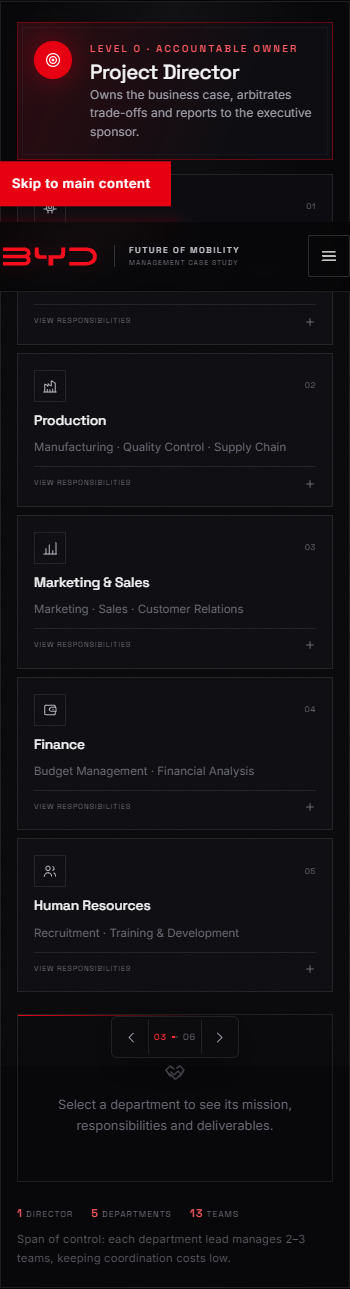 LEVEL 0 · ACCOUNTABLE OWNER
Project Director
Owns the business case, arbitrates
trade-offs and reports to the executive
sponsor.
Skip to main content
01
BYD
FUTURE OF MOBILITY
MANAGEMENT CASE STUDY
VIEW RESPONSIBILITIES
02
Production
Manufacturing · Quality Control · Supply Chain
VIEW RESPONSIBILITIES
03
Marketing & Sales
Marketing · Sales · Customer Relations
VIEW RESPONSIBILITIES
04
Finance
Budget Management · Financial Analysis
VIEW RESPONSIBILITIES
05
Human Resources
Recruitment · Training & Development
VIEW RESPONSIBILITIES
03 06
Select a department to see its mission,
responsibilities and deliverables.
1 DIRECTOR 5 DEPARTMENTS 13 TEAMS
Span of control: each department lead manages 2–3
teams, keeping coordination costs low.